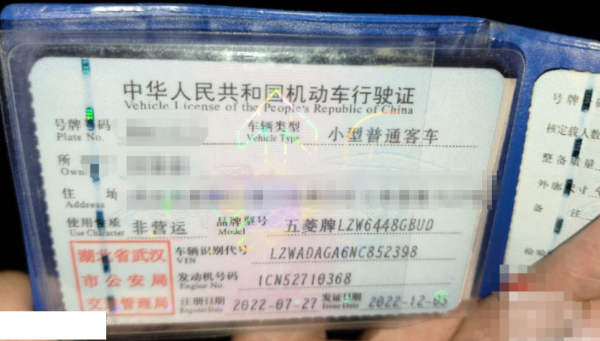 中华人民共和国机动车行驶证
Vehicle License of the People's Republic of China
号牌号码 车辆类型 小型普通客车
Plate No. Vehicle Type
所
Own
住 址
Address
使用性质 非营运 品牌型号 五菱牌LZW6448GBUD
Use Character Model
湖北省武汉
市公安局
交通管理局
车辆识别代号 LZWADAGA6NC852398
VIN
发动机号码 1CN52710368
Engine No.
注册日期 2022-07-27 发证日期 2022-12-05
Register Date Issue Date
号牌
核定载人数
整备质量
外廓尺寸
备 注
检验